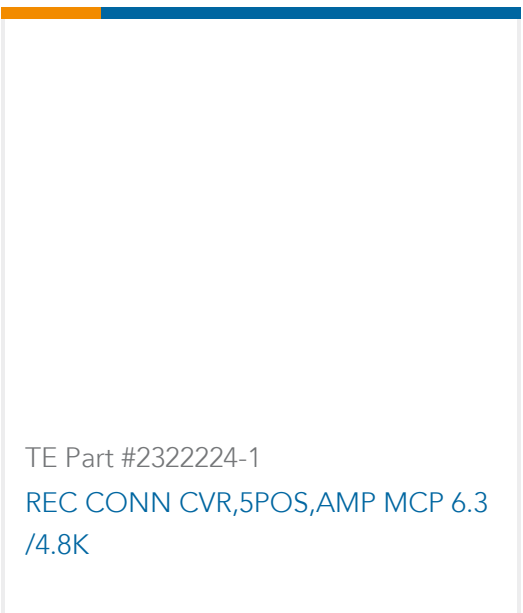 TE Part #2322224-1
REC CONN CVR,5POS,AMP MCP 6.3
/4.8K